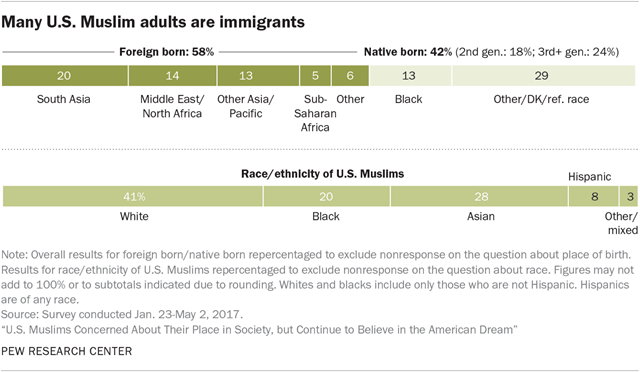 Many U.S. Muslim adults are immigrants
Foreign born: 58% Native born: 42% (2nd gen.: 18%; 3rd+ gen.: 24%)
20 14 13 5 6 13 29
South Asia Middle East/ Other Asia/ Sub- Other Black Other/DK/ref. race
North Africa Pacific Saharan
Africa
Race/ethnicity of U.S. Muslims Hispanic
41% 20 28 8 3
White Black Asian Other/
mixed
Note: Overall results for foreign born/native born repercentaged to exclude nonresponse on the question about place of birth.
Results for race/ethnicity of U.S. Muslims repercentaged to exclude nonresponse on the question about race. Figures may not
add to 100% or to subtotals indicated due to rounding. Whites and blacks include only those who are not Hispanic. Hispanics
are of any race.
Source: Survey conducted Jan. 23-May 2, 2017.
“U.S. Muslims Concerned About Their Place in Society, but Continue to Believe in the American Dream”
PEW RESEARCH CENTER